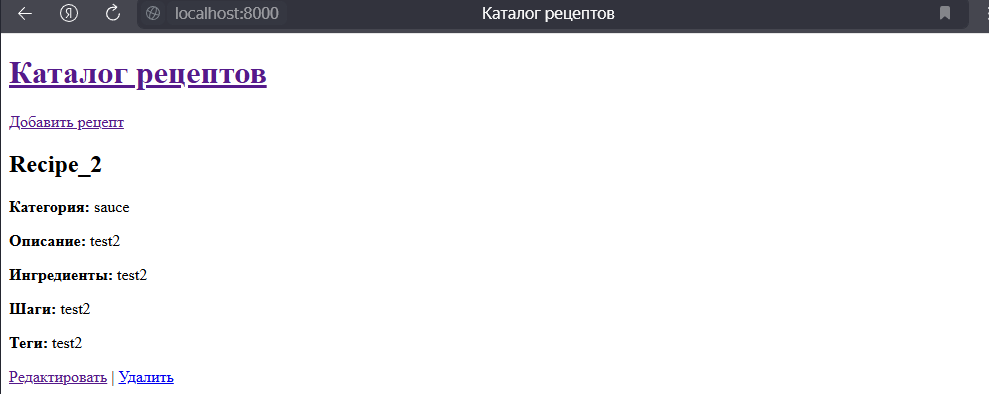 localhost:8000 Каталог рецептов
Каталог рецептов
Добавить рецепт
Recipe_2
Категория: sauce
Описание: test2
Ингредиенты: test2
Шаги: test2
Теги: test2
Редактировать | Удалить